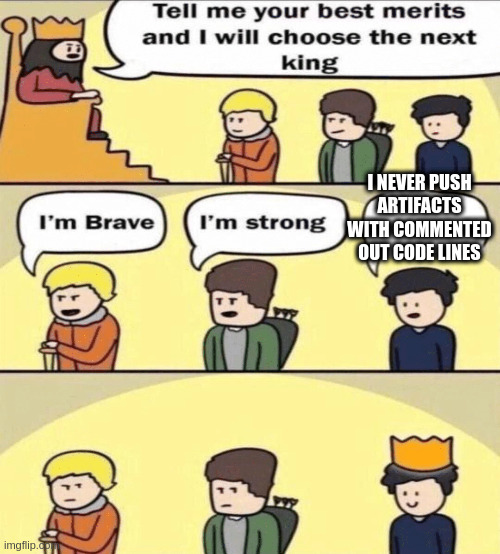 Tell me your best merits
and I will choose the next
king
I'm Brave
I'm strong
I NEVER PUSH
ARTIFACTS
WITH COMMENTED
OUT CODE LINES
imgflip.com